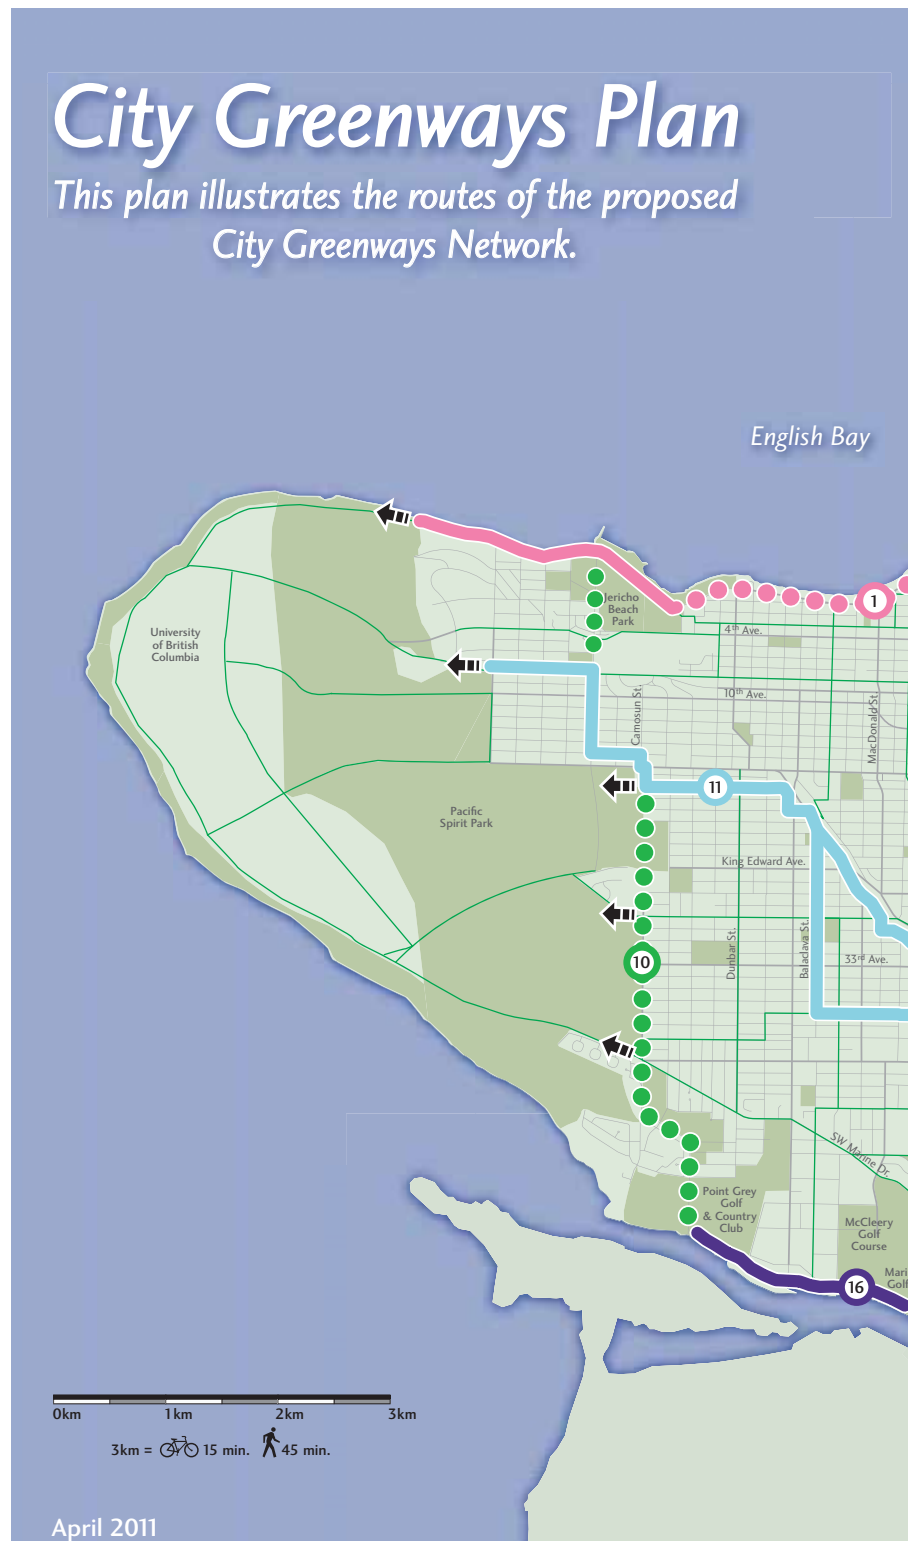 City Greenways Plan
This plan illustrates the routes of the proposed
City Greenways Network.
English Bay
1
Jericho
Beach
Park
4th Ave.
University
of British
Columbia
10th Ave.
Camosun St.
MacDonald St.
11
Pacific
Spirit Park
King Edward Ave.
Dunbar St.
Balaclava St.
33rd Ave.
10
SW Marine Dr.
Point Grey
Golf
& Country
Club
McCleery
Golf
Course
Mari
Golf
16
0km 1km 2km 3km
3km = 15 min. 45 min.
April 2011